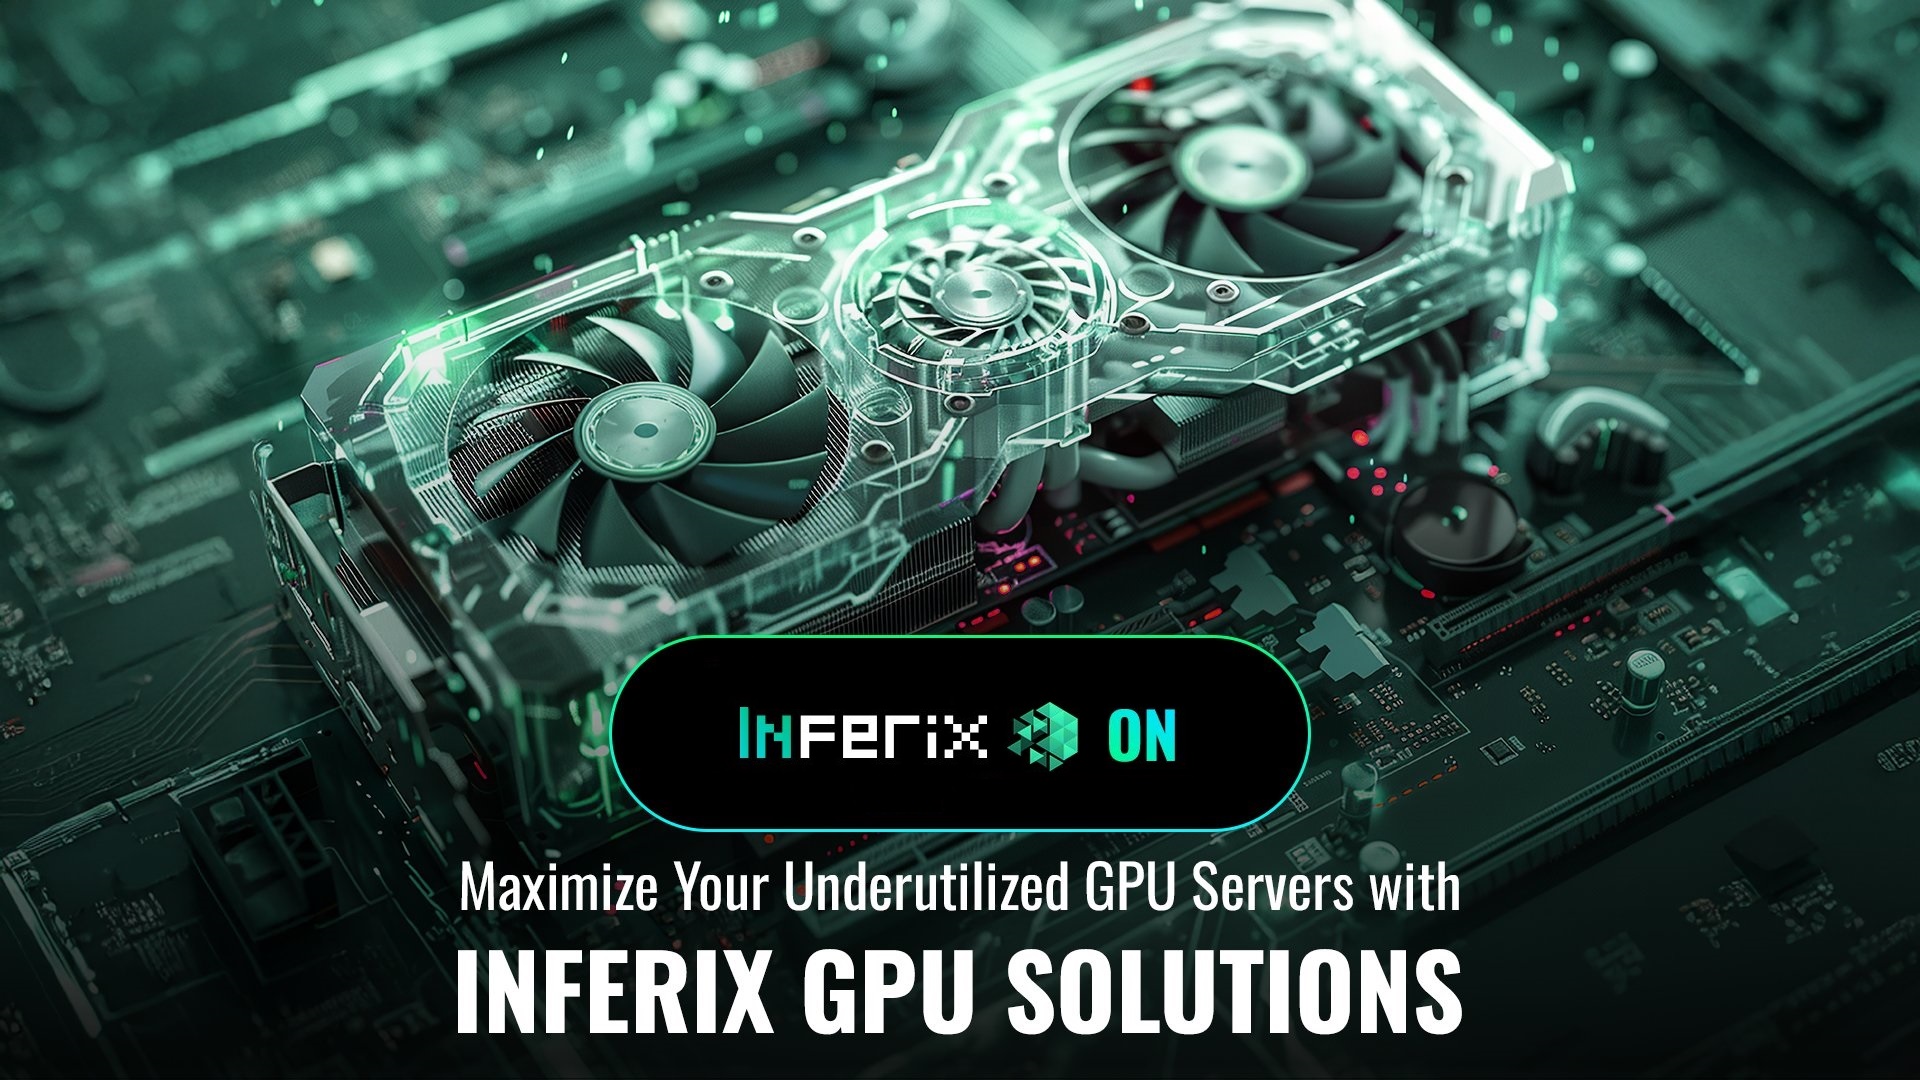 INFERIX ON
Maximize Your Underutilized GPU Servers with
INFERIX GPU SOLUTIONS